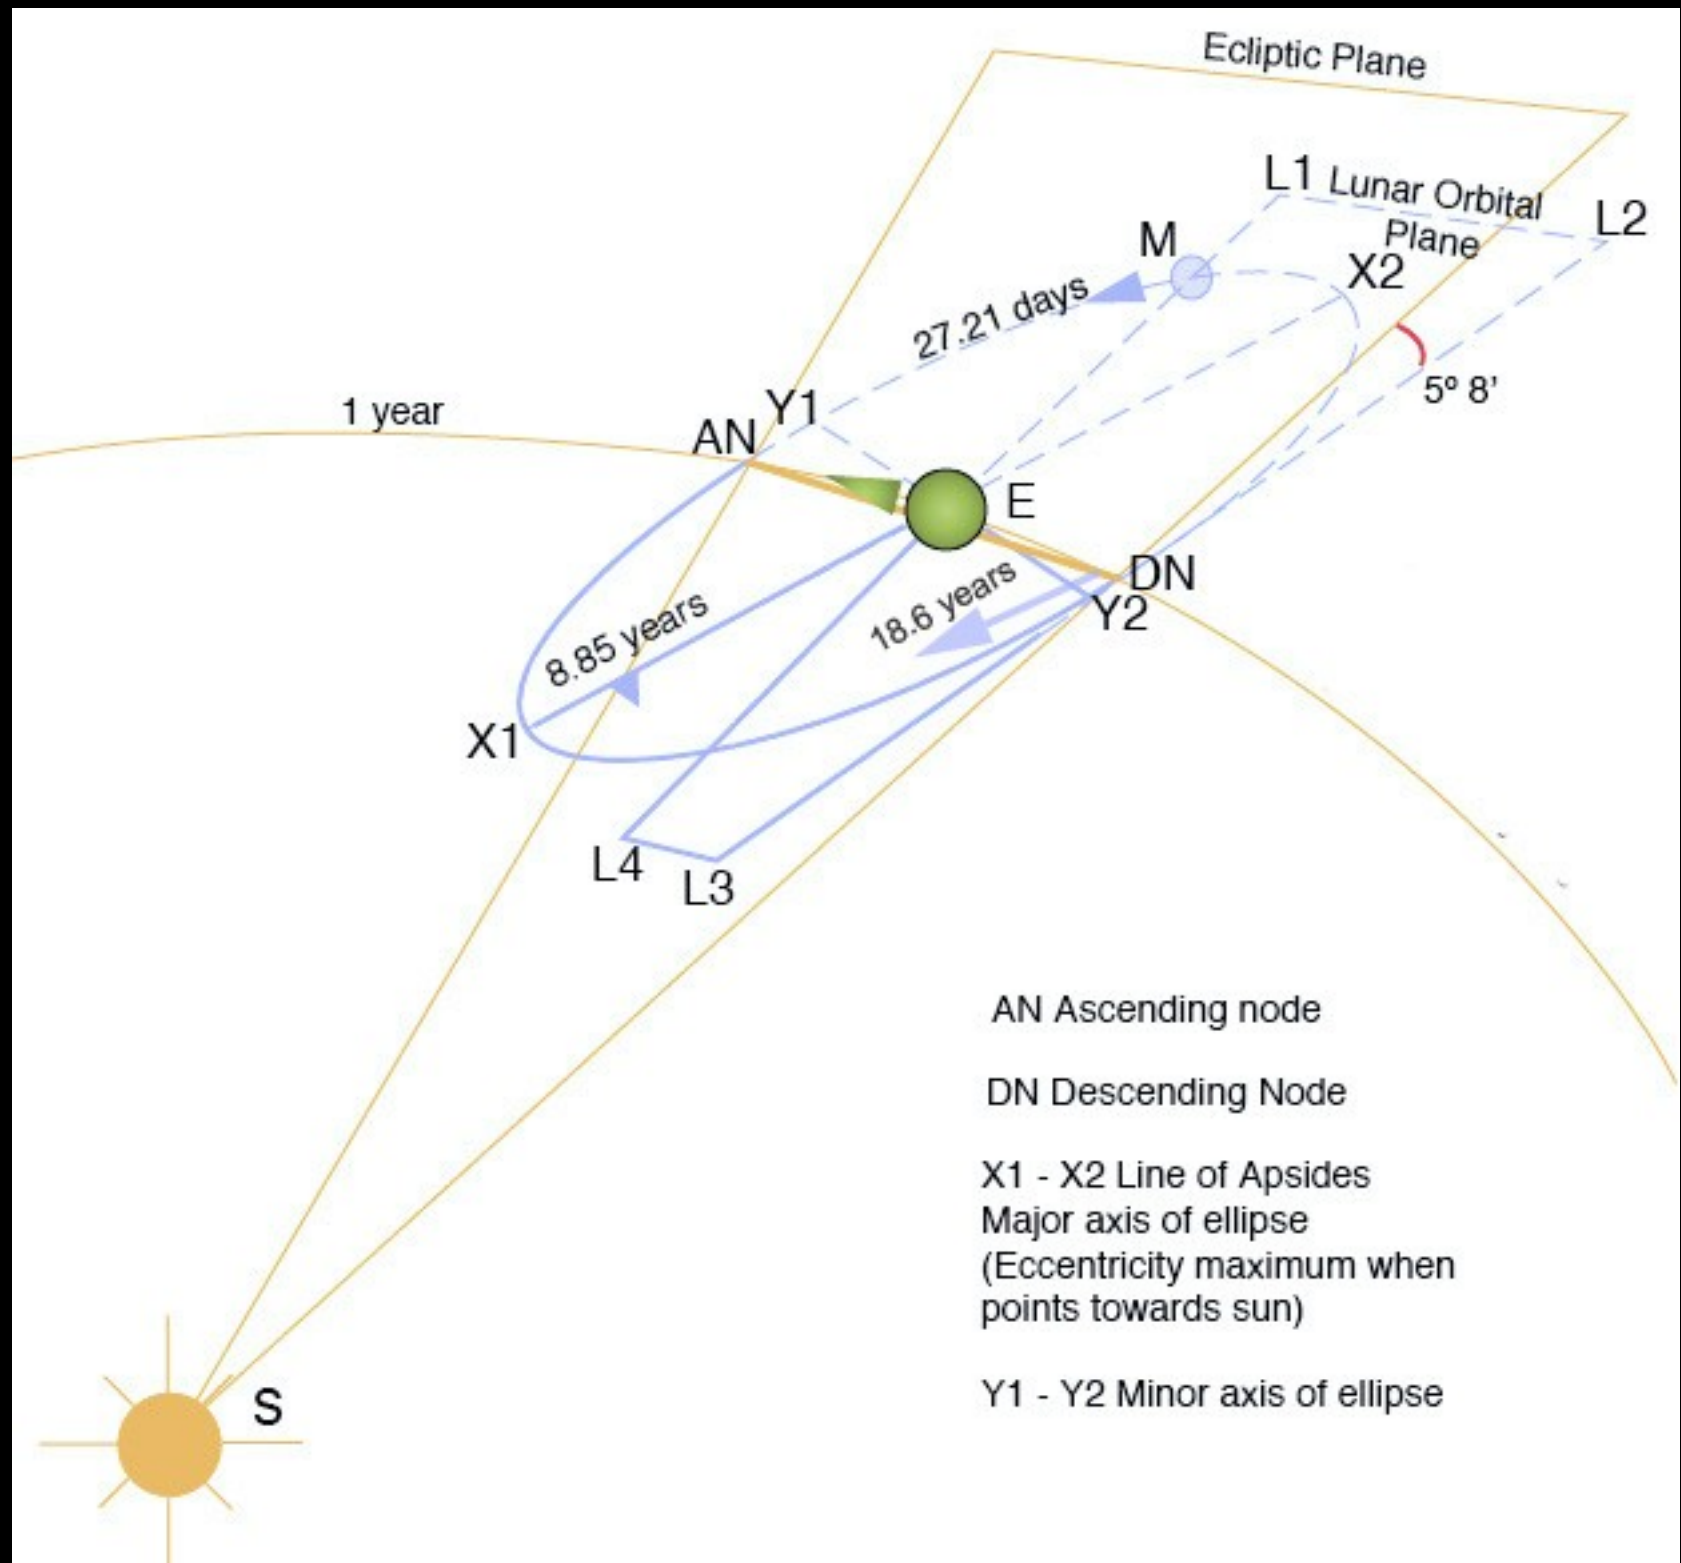 Ecliptic Plane
L1 Lunar Orbital
Plane
L2
M
X2
27.21 days
5º 8’
1 year
Y1
AN
E
DN
18.6 years
Y2
8.85 years
X1
L4
L3
AN Ascending node
DN Descending Node
X1 - X2 Line of Apsides
Major axis of ellipse
(Eccentricity maximum when
points towards sun)
Y1 - Y2 Minor axis of ellipse
S